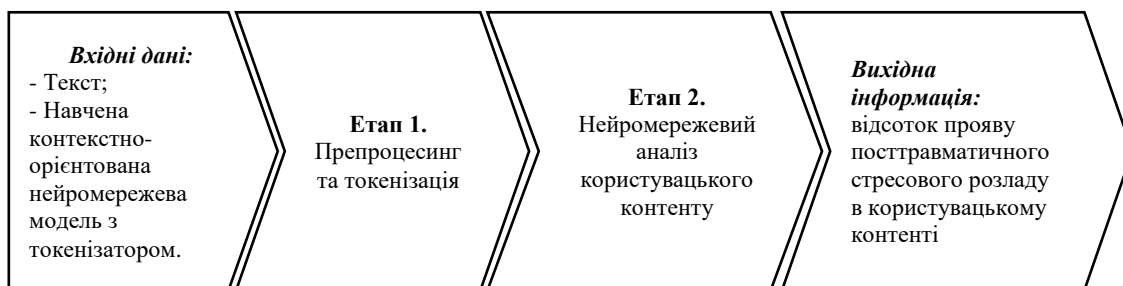 Вхідні дані:
- Текст;
- Навчена
контекстно-
орієнтована
нейромережева
модель з
токенізатором.
Етап 1.
Препроцесинг
та токенізація
Етап 2.
Нейромережевий
аналіз
користувацького
контенту
Вихідна
інформація:
відсоток прояву
посттравматичного
стресового розладу
в користувацькому
контенті